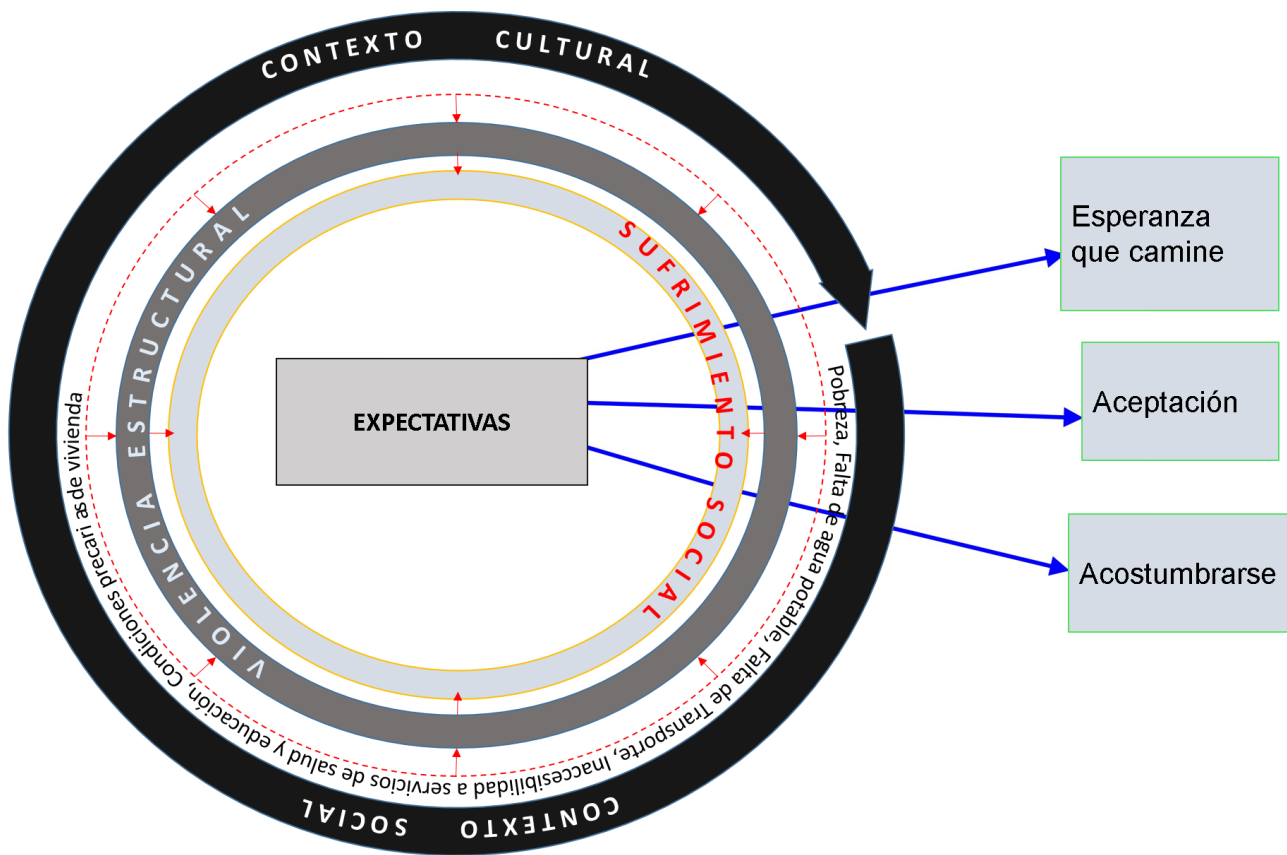 CONTEXTO CULTURAL
VIOLENCIA ESTRUCTURAL
SUFRIMIENTO SOCIAL
EXPECTATIVAS
Esperanza
que camine
Aceptación
Acostumbrarse
Pobreza, Falta de agua potable, Falta de Transporte, Inaccesibilidad a servicios de salud y educación, Condiciones precari asde vivienda
CONTEXTO SOCIAL